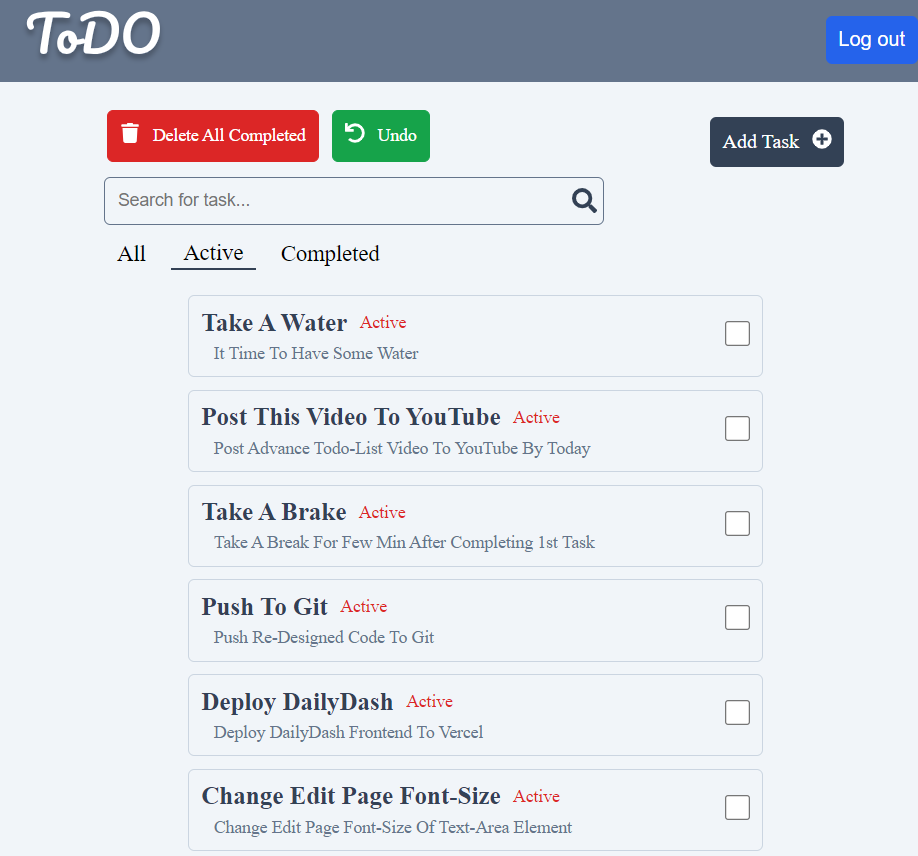 ToDO
Log out
Delete All Completed
Undo
Add Task
Search for task...
All
Active
Completed
Take A Water Active
It Time To Have Some Water
Post This Video To YouTube Active
Post Advance Todo-List Video To YouTube By Today
Take A Brake Active
Take A Break For Few Min After Completing 1st Task
Push To Git Active
Push Re-Designed Code To Git
Deploy DailyDash Active
Deploy DailyDash Frontend To Vercel
Change Edit Page Font-Size Active
Change Edit Page Font-Size Of Text-Area Element